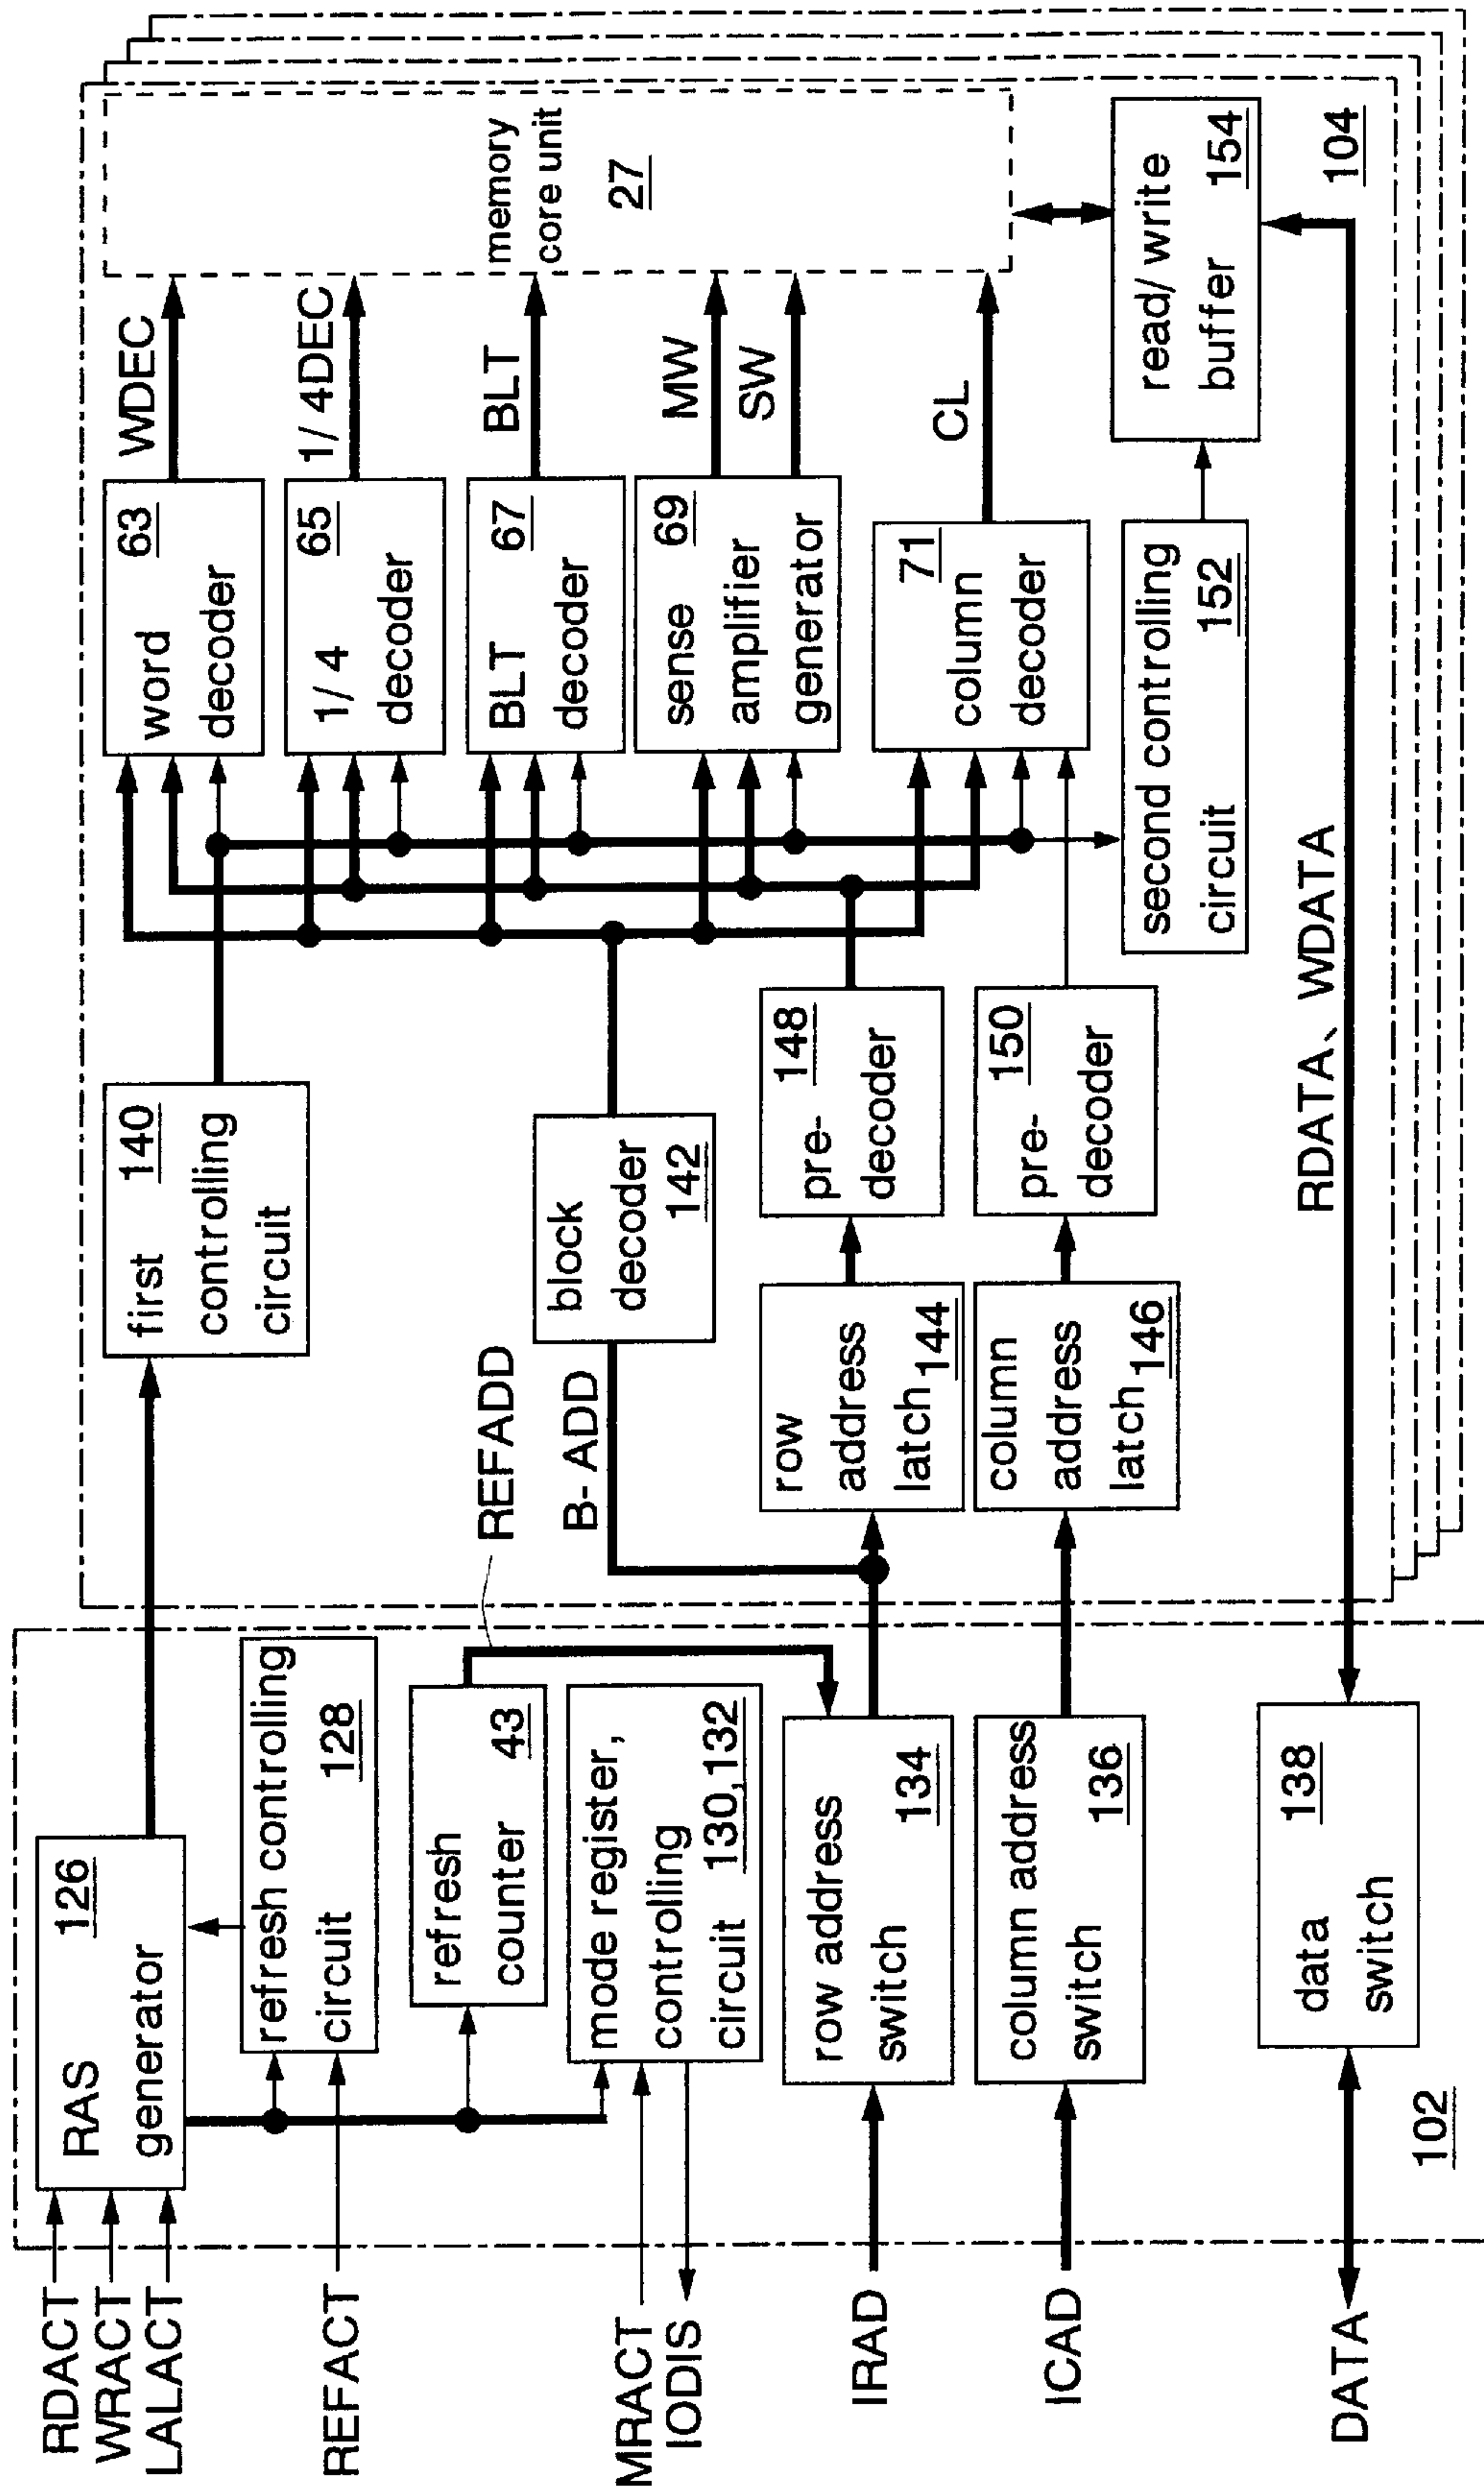 RDACT
WRACT
LALACT
REFACT
MRACT
IODIS
IRAD
ICAD
DATA
RAS 126
generator
refresh controlling
circuit 128
refresh
counter 43
mode register,
controlling
circuit 130,132
row address
switch 134
column address
switch 136
data 138
switch
102
REFADD
B- ADD
first 140
controlling
circuit
block
decoder
142
row
address
latch 144
column
address
latch 146
pre- 148
decoder
pre- 150
decoder
word 63
decoder
1/ 4 65
decoder
BLT 67
decoder
sense 69
amplifier
generator
column 71
decoder
second controlling
circuit 152
WDEC
1/ 4DEC
BLT
MW
SW
CL
memory
core unit
27
read/ write
buffer 154
RDATA、WDATA
104